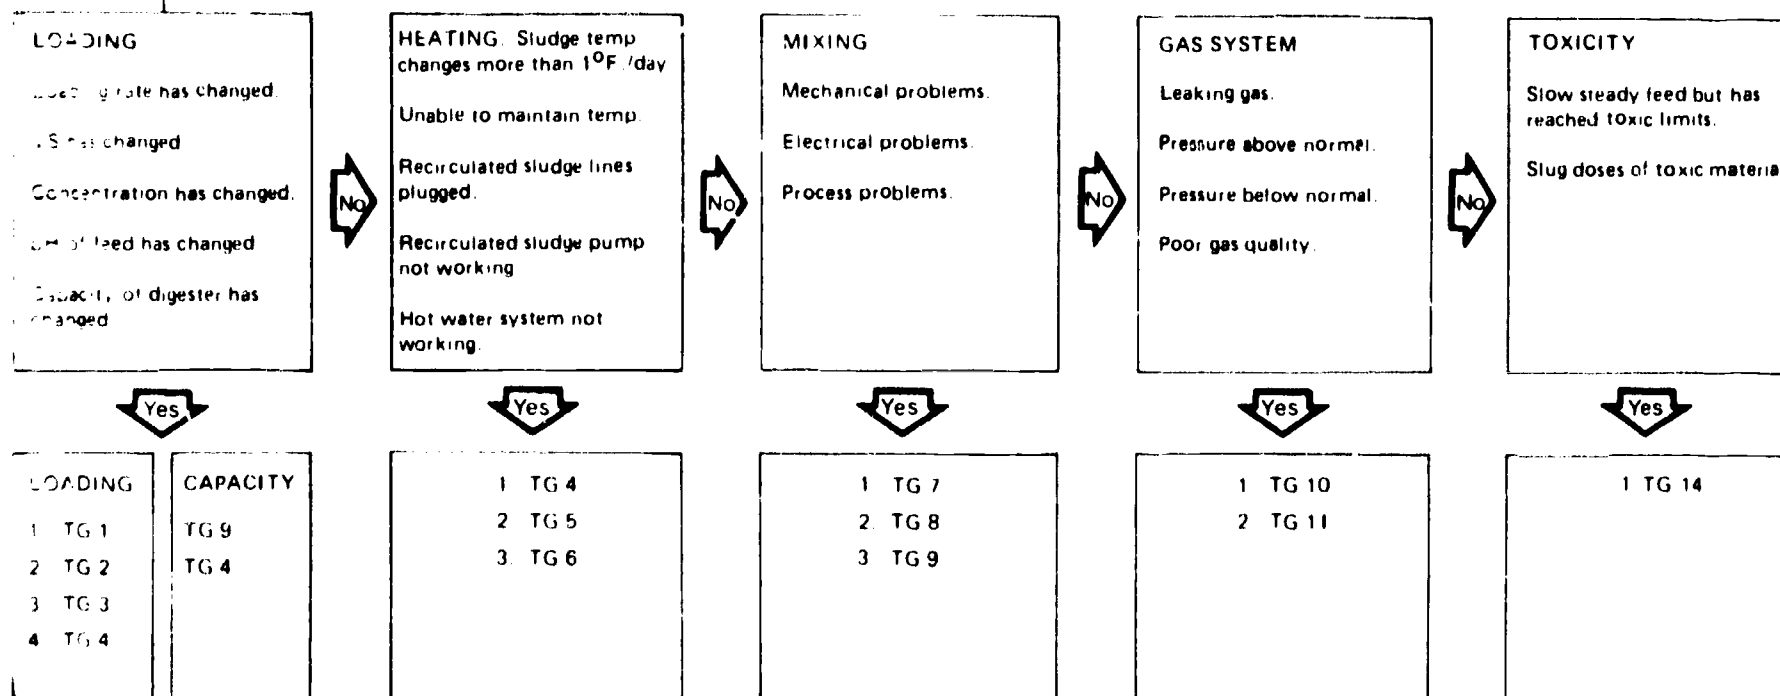 LOADING
rate has changed.
changed
Concentration has changed.
of feed has changed
Capacity of digester has
changed
No
HEATING. Sludge temp
changes more than 1°F./day
Unable to maintain temp.
Recirculated sludge lines
plugged.
Recirculated sludge pump
not working
Hot water system not
working.
No
MIXING
Mechanical problems.
Electrical problems.
Process problems.
No
GAS SYSTEM
Leaking gas.
Pressure above normal.
Pressure below normal.
Poor gas quality.
No
TOXICITY
Slow steady feed but has
reached toxic limits.
Slug doses of toxic materia
Yes
Yes
Yes
Yes
Yes
LOADING
1 TG 1
2 TG 2
3 TG 3
4 TG 4
CAPACITY
TG 9
TG 4
1 TG 4
2 TG 5
3. TG 6
1 TG 7
2. TG 8
3 TG 9
1 TG 10
2 TG 11
1 TG 14